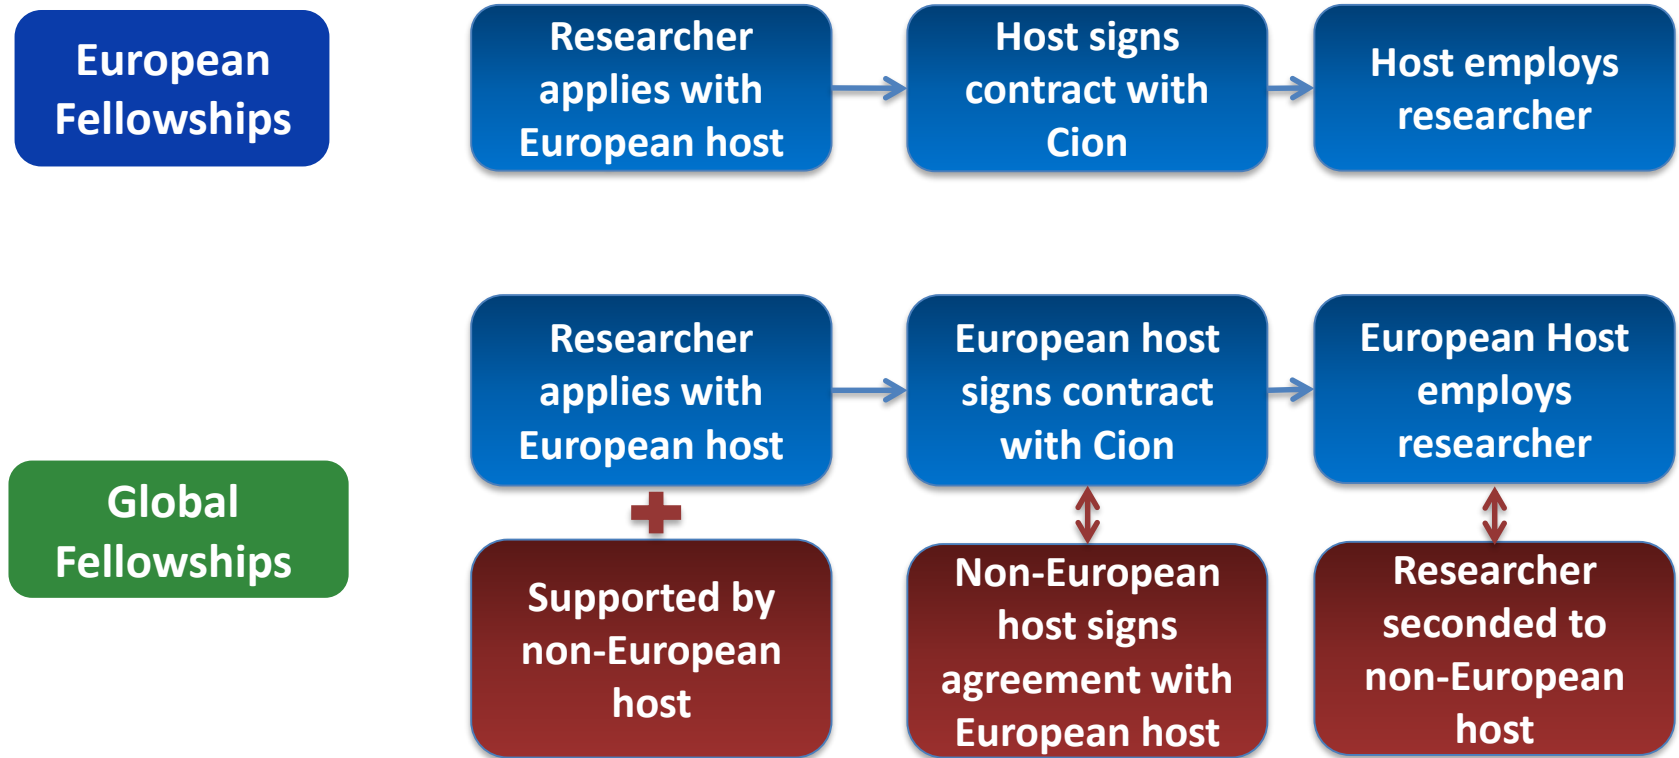 European
Fellowships
Researcher
applies with
European host
Host signs
contract with
Cion
Host employs
researcher
Global
Fellowships
Researcher
applies with
European host
European host
signs contract
with Cion
European Host
employs
researcher
Supported by
non-European
host
Non-European
host signs
agreement with
European host
Researcher
seconded to
non-European
host